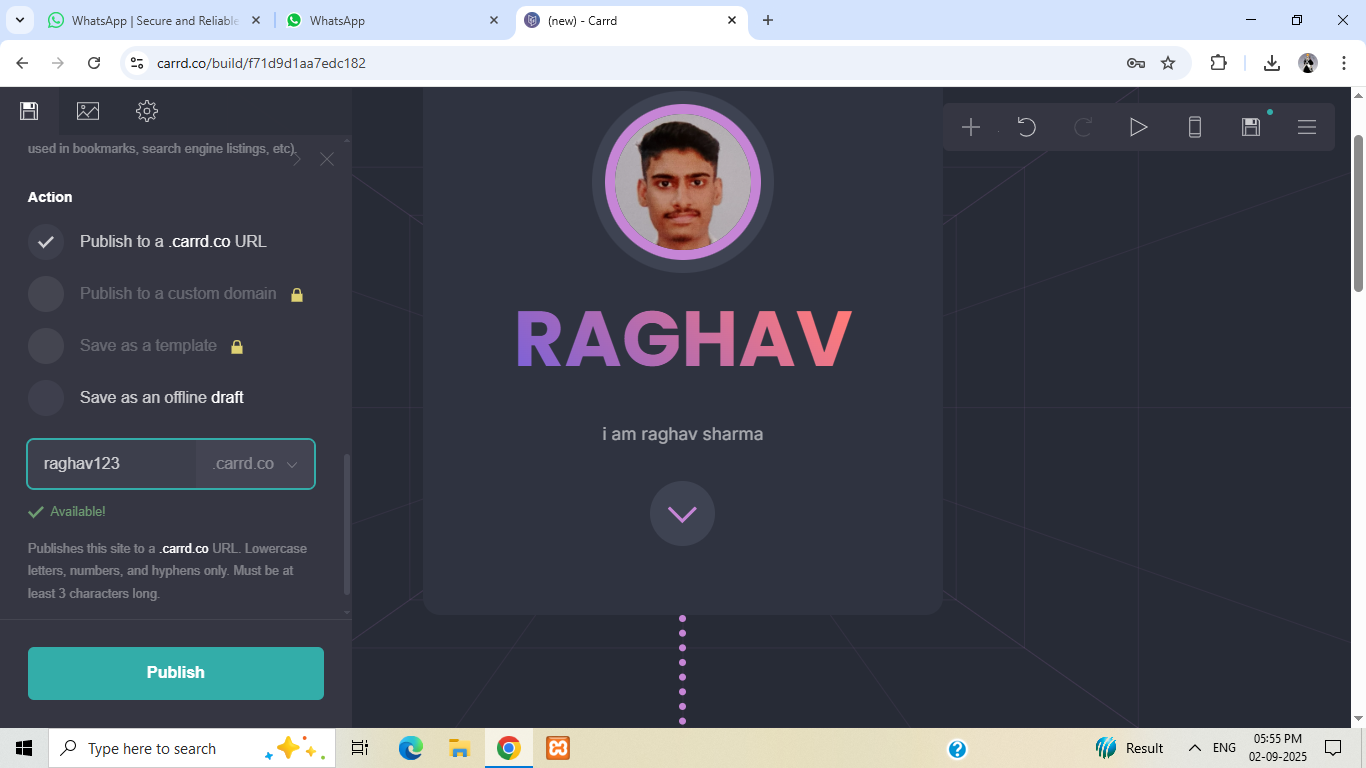 WhatsApp | Secure and Reliable
WhatsApp
(new) - Carrd
carrd.co/build/f71d9d1aa7edc182
used in bookmarks, search engine listings, etc).
Action
Publish to a .carrd.co URL
Publish to a custom domain
Save as a template
Save as an offline draft
raghav123
.carrd.co
Available!
Publishes this site to a .carrd.co URL. Lowercase
letters, numbers, and hyphens only. Must be at
least 3 characters long.
Publish
RAGHAV
i am raghav sharma
Type here to search
Result
ENG
05:55 PM
02-09-2025